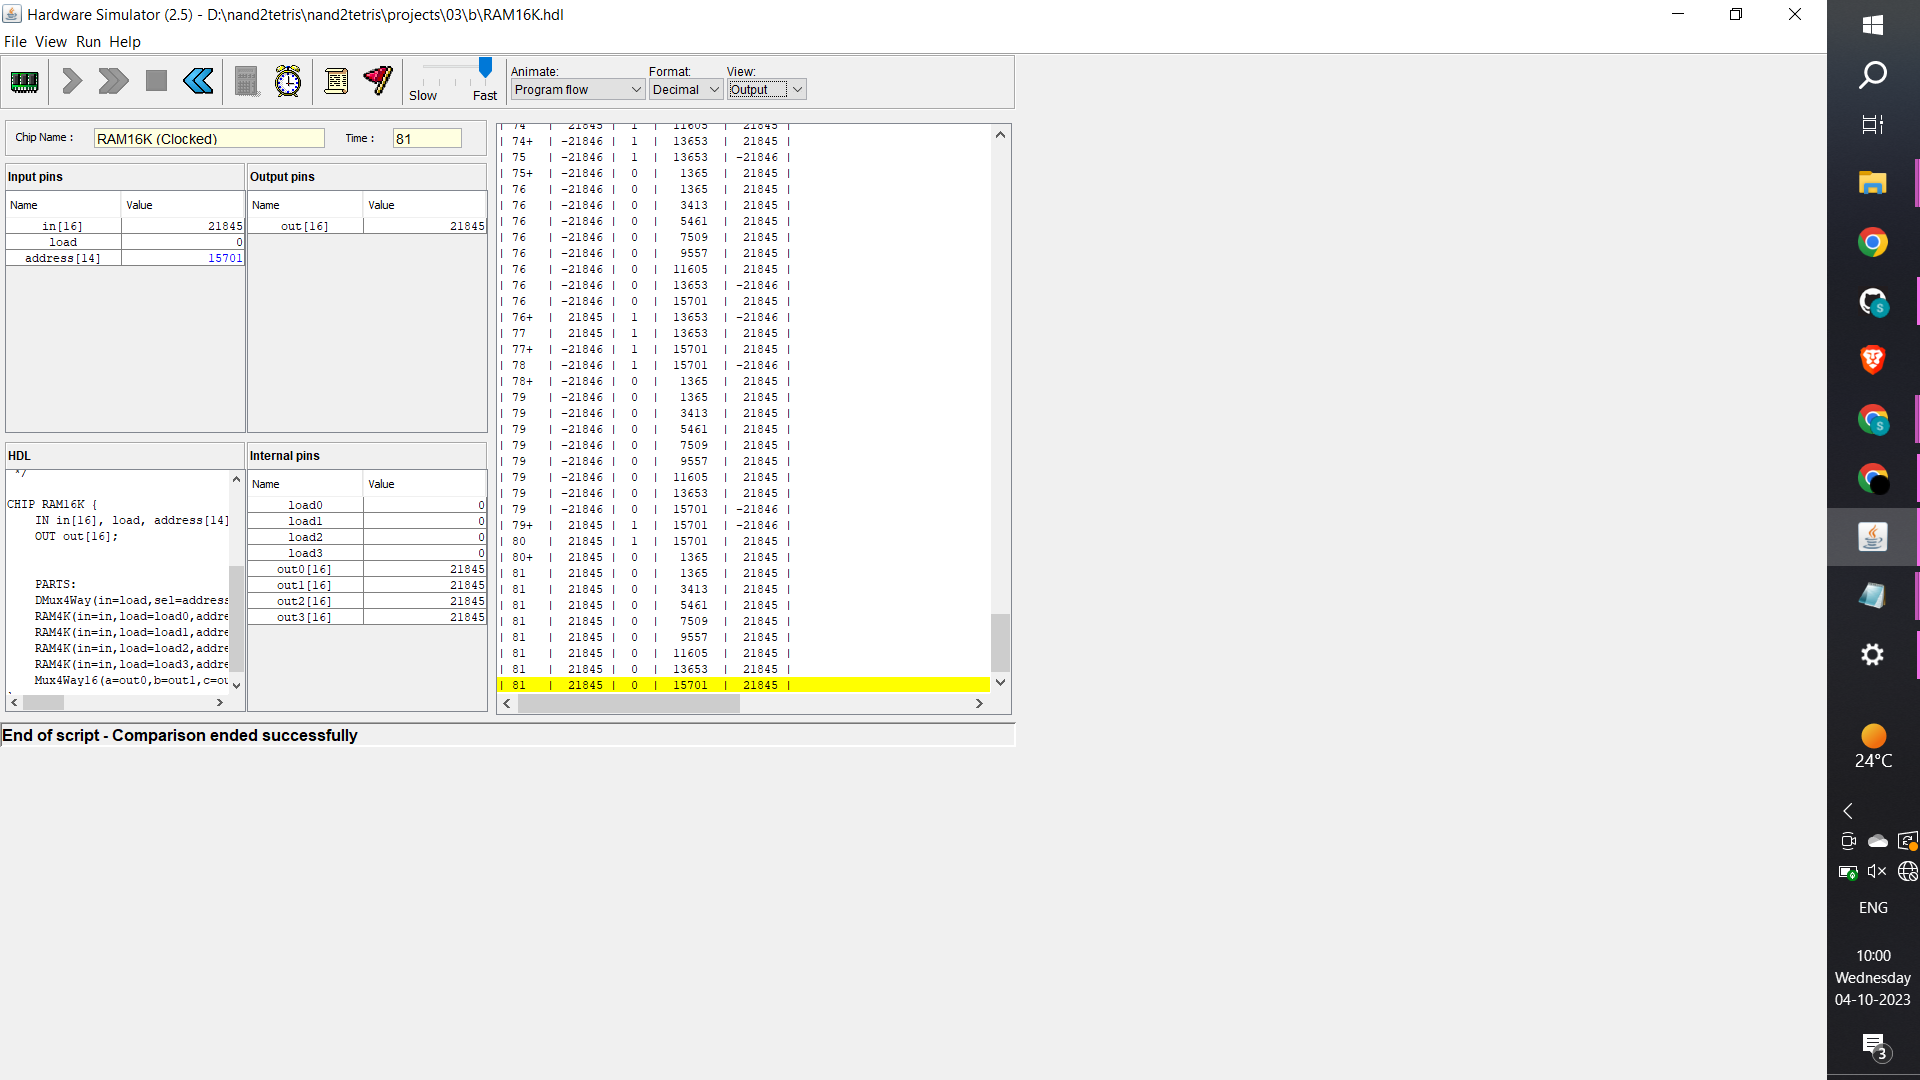 Hardware Simulator (2.5) - D:\nand2tetris\nand2tetris\projects\03\b\RAM16K.hdl
File View Run Help
Slow Fast
Animate: Format: View:
Program flow Decimal Output
Chip Name : RAM16K (Clocked) Time : 81
Input pins
Name Value
in[16] 21845
load 0
address[14] 15701
Output pins
Name Value
out[16] 21845
HDL
*/
CHIP RAM16K {
IN in[16], load, address[14]
OUT out[16];
PARTS:
DMux4Way(in=load,sel=address
RAM4K(in=in,load=load0,addre
RAM4K(in=in,load=load1,addre
RAM4K(in=in,load=load2,addre
RAM4K(in=in,load=load3,addre
Mux4Way16(a=out0,b=out1,c=ou
Internal pins
Name Value
load0 0
load1 0
load2 0
load3 0
out0[16] 21845
out1[16] 21845
out2[16] 21845
out3[16] 21845
| 74 | 21845 | 1 | 11605 | 21845 |
| 74+ | -21846 | 1 | 13653 | 21845 |
| 75 | -21846 | 1 | 13653 | -21846 |
| 75+ | -21846 | 0 | 1365 | 21845 |
| 76 | -21846 | 0 | 1365 | 21845 |
| 76 | -21846 | 0 | 3413 | 21845 |
| 76 | -21846 | 0 | 5461 | 21845 |
| 76 | -21846 | 0 | 7509 | 21845 |
| 76 | -21846 | 0 | 9557 | 21845 |
| 76 | -21846 | 0 | 11605 | 21845 |
| 76 | -21846 | 0 | 13653 | -21846 |
| 76 | -21846 | 0 | 15701 | 21845 |
| 76+ | 21845 | 1 | 13653 | -21846 |
| 77 | 21845 | 1 | 13653 | 21845 |
| 77+ | -21846 | 1 | 15701 | 21845 |
| 78 | -21846 | 1 | 15701 | -21846 |
| 78+ | -21846 | 0 | 1365 | 21845 |
| 79 | -21846 | 0 | 1365 | 21845 |
| 79 | -21846 | 0 | 3413 | 21845 |
| 79 | -21846 | 0 | 5461 | 21845 |
| 79 | -21846 | 0 | 7509 | 21845 |
| 79 | -21846 | 0 | 9557 | 21845 |
| 79 | -21846 | 0 | 11605 | 21845 |
| 79 | -21846 | 0 | 13653 | 21845 |
| 79 | -21846 | 0 | 15701 | -21846 |
| 79+ | 21845 | 1 | 15701 | -21846 |
| 80 | 21845 | 1 | 15701 | 21845 |
| 80+ | 21845 | 0 | 1365 | 21845 |
| 81 | 21845 | 0 | 1365 | 21845 |
| 81 | 21845 | 0 | 3413 | 21845 |
| 81 | 21845 | 0 | 5461 | 21845 |
| 81 | 21845 | 0 | 7509 | 21845 |
| 81 | 21845 | 0 | 9557 | 21845 |
| 81 | 21845 | 0 | 11605 | 21845 |
| 81 | 21845 | 0 | 13653 | 21845 |
| 81 | 21845 | 0 | 15701 | 21845 |
End of script - Comparison ended successfully
S
S
24°C
ENG
10:00
Wednesday
04-10-2023
3